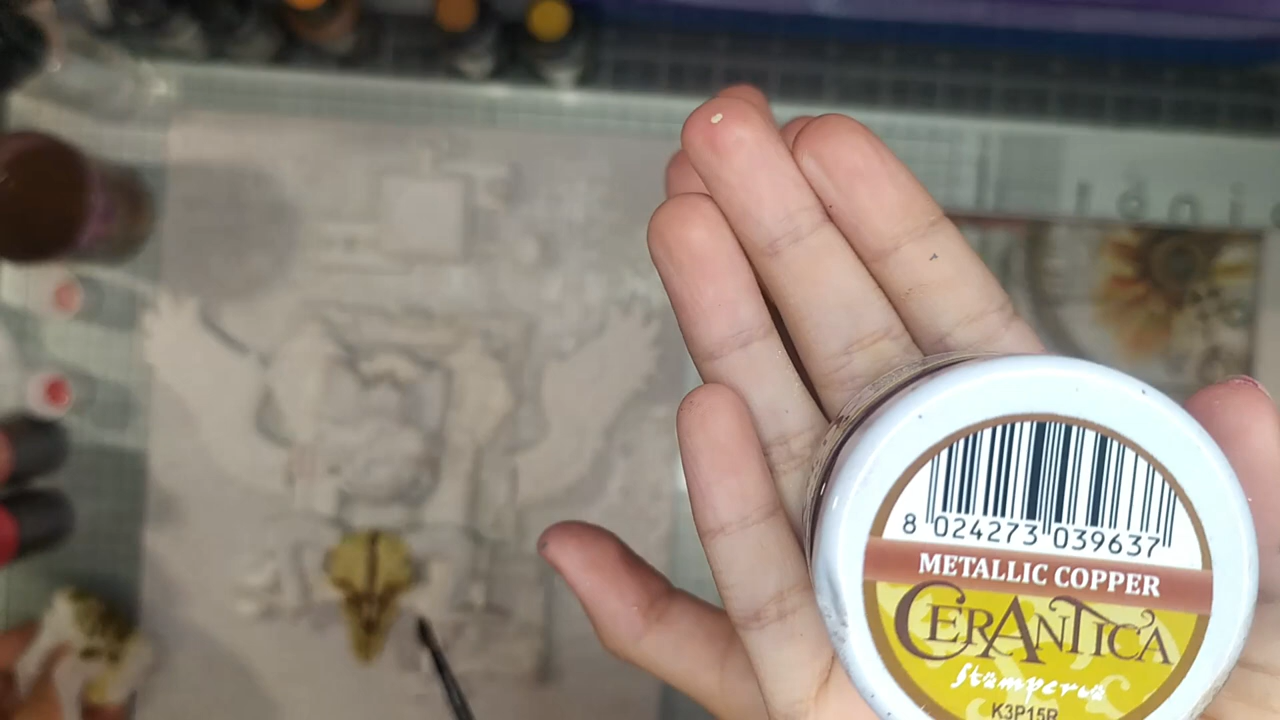 8 024273 039637
METALLIC COPPER
CERANTICA
Stamperia
K3P15R